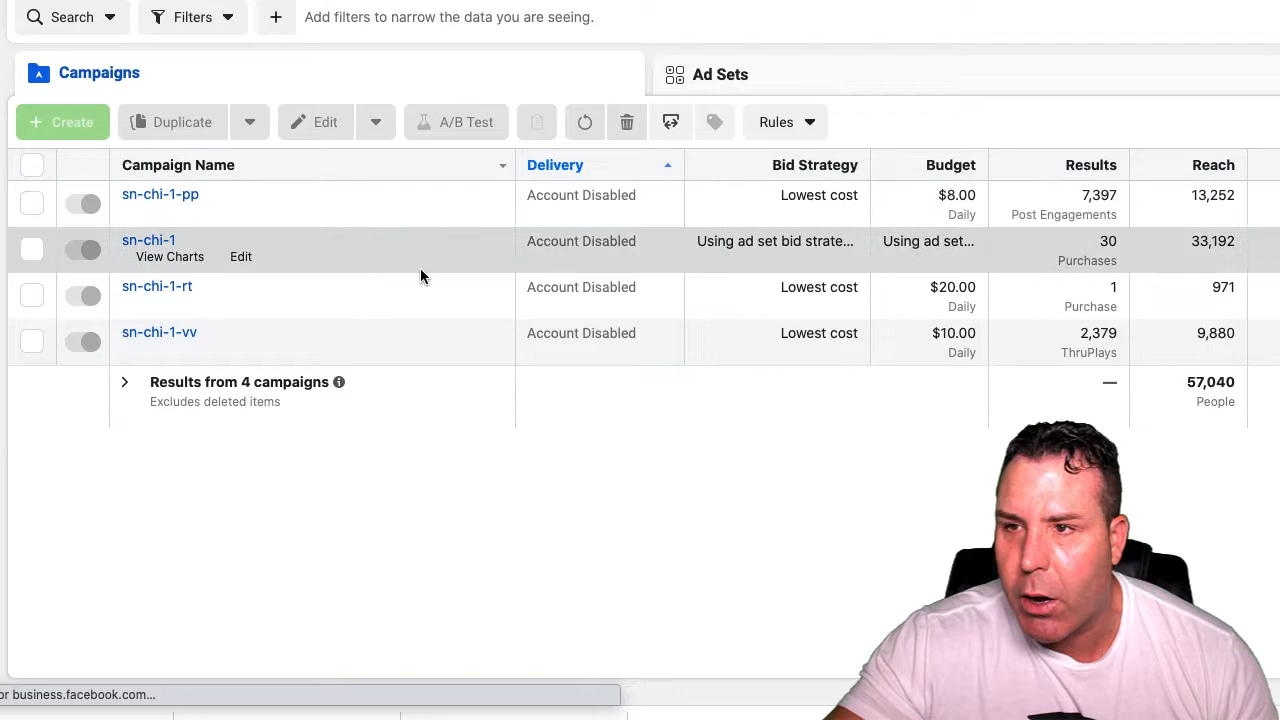 Search
Filters
+
Add filters to narrow the data you are seeing.
Campaigns
Ad Sets
+ Create
Duplicate
Edit
A/B Test
Rules
Campaign Name
Delivery
Bid Strategy
Budget
Results
Reach
sn-chi-1-pp
Account Disabled
Lowest cost
$8.00
Daily
7,397
Post Engagements
13,252
sn-chi-1
View Charts
Edit
Account Disabled
Using ad set bid strate...
Using ad set...
30
Purchases
33,192
sn-chi-1-rt
Account Disabled
Lowest cost
$20.00
Daily
1
Purchase
971
sn-chi-1-vv
Account Disabled
Lowest cost
$10.00
Daily
2,379
ThruPlays
9,880
Results from 4 campaigns
Excludes deleted items
—
57,040
People
or business.facebook.com...